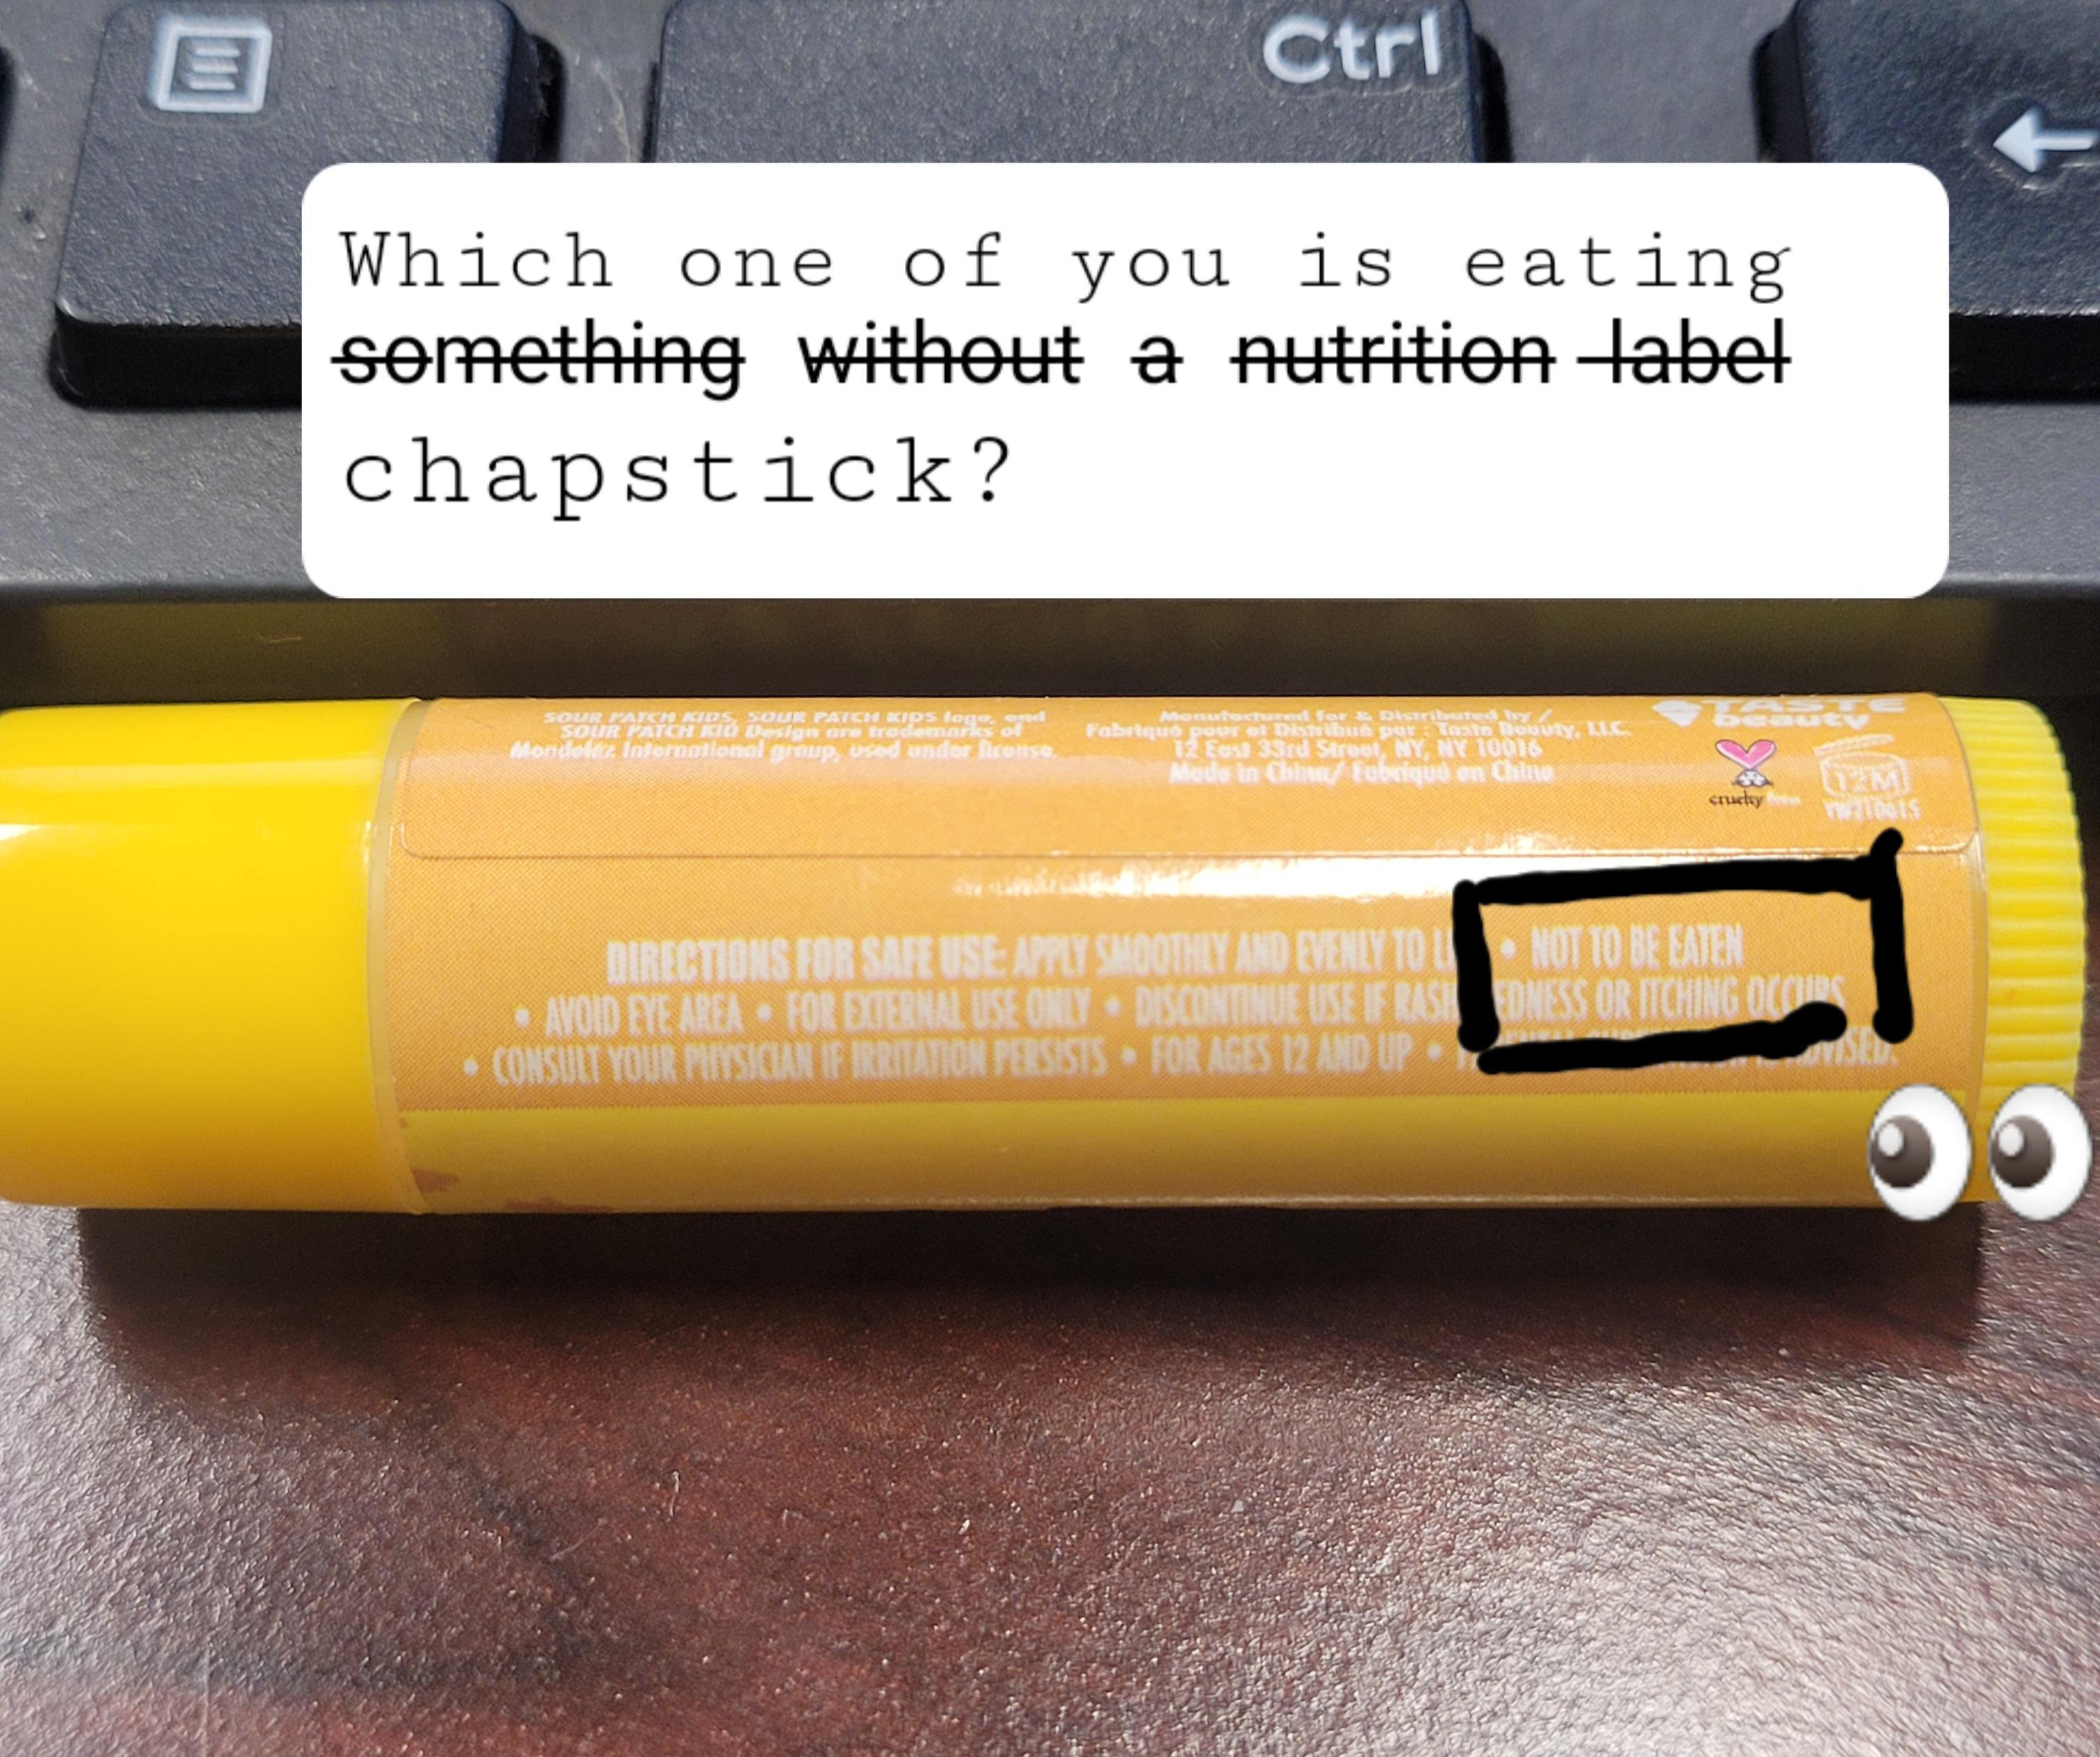 Ctrl
Which one of you is eating
something without a nutrition label
chapstick?
SOUR PATCH KIDS, SOUR PATCH KIDS logo, and
SOUR PATCH KID Design are trademarks of
Mondelēz International group, used under license.
Manufactured for & Distributed by /
Fabriqué pour et Distribué par : Taste Beauty, LLC.
12 East 33rd Street, NY, NY 10016
Made in China/ Fabriqué en Chine
TASTE
beauty
cruelty free
12M
YW210615
DIRECTIONS FOR SAFE USE: APPLY SMOOTHLY AND EVENLY TO • NOT TO BE EATEN
• AVOID EYE AREA • FOR EXTERNAL USE ONLY • DISCONTINUE USE IF RASH EDNESS OR ITCHING OCCURS
• CONSULT YOUR PHYSICIAN IF IRRITATION PERSISTS • FOR AGES 12 AND UP •